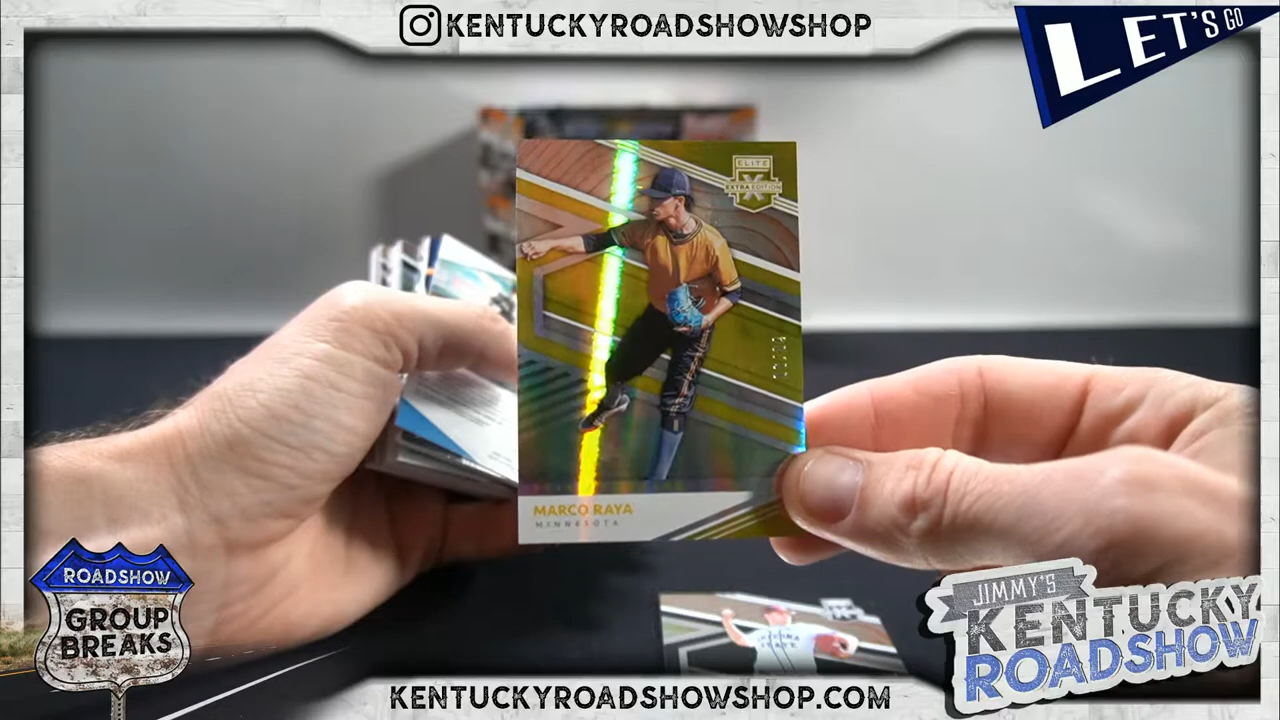 KENTUCKYROADSHOWSHOP
LET'S GO
ELITE
EXTRA EDITION
X
MARCO RAYA
MINNESOTA
ROADSHOW
GROUP
BREAKS
JIMMY'S
KENTUCKY
ROADSHOW
KENTUCKYROADSHOWSHOP.COM